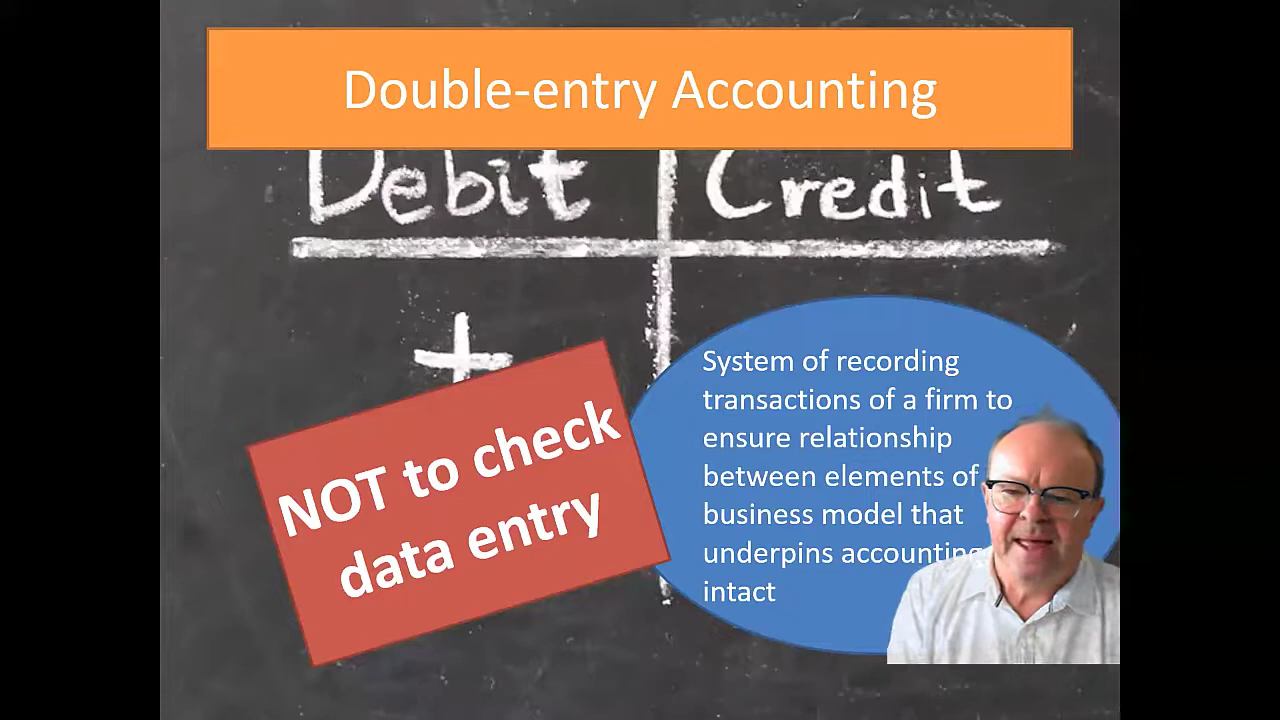 Double-entry Accounting
Debit Credit
+
NOT to check
data entry
System of recording
transactions of a firm to
ensure relationship
between elements of
business model that
underpins accounting
intact